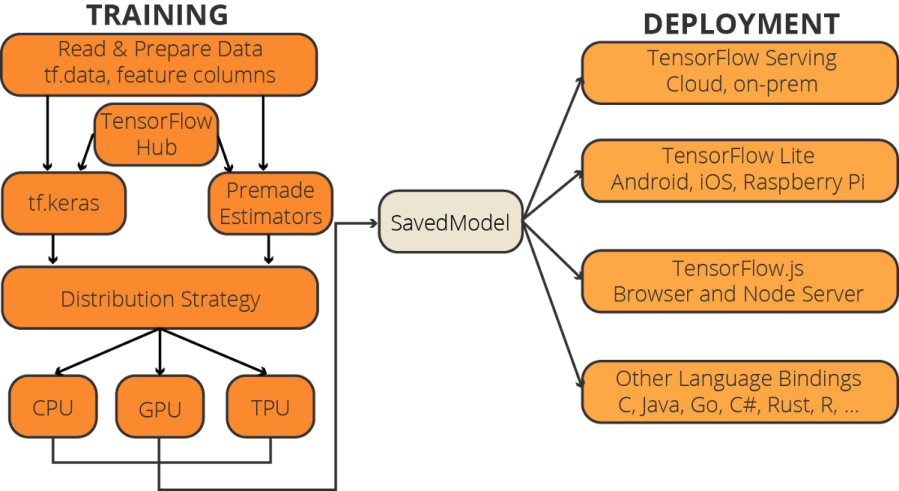 TRAINING
Read & Prepare Data
tf.data, feature columns
TensorFlow
Hub
tf.keras
Premade
Estimators
Distribution Strategy
CPU
GPU
TPU
SavedModel
DEPLOYMENT
TensorFlow Serving
Cloud, on-prem
TensorFlow Lite
Android, iOS, Raspberry Pi
TensorFlow.js
Browser and Node Server
Other Language Bindings
C, Java, Go, C#, Rust, R, ...